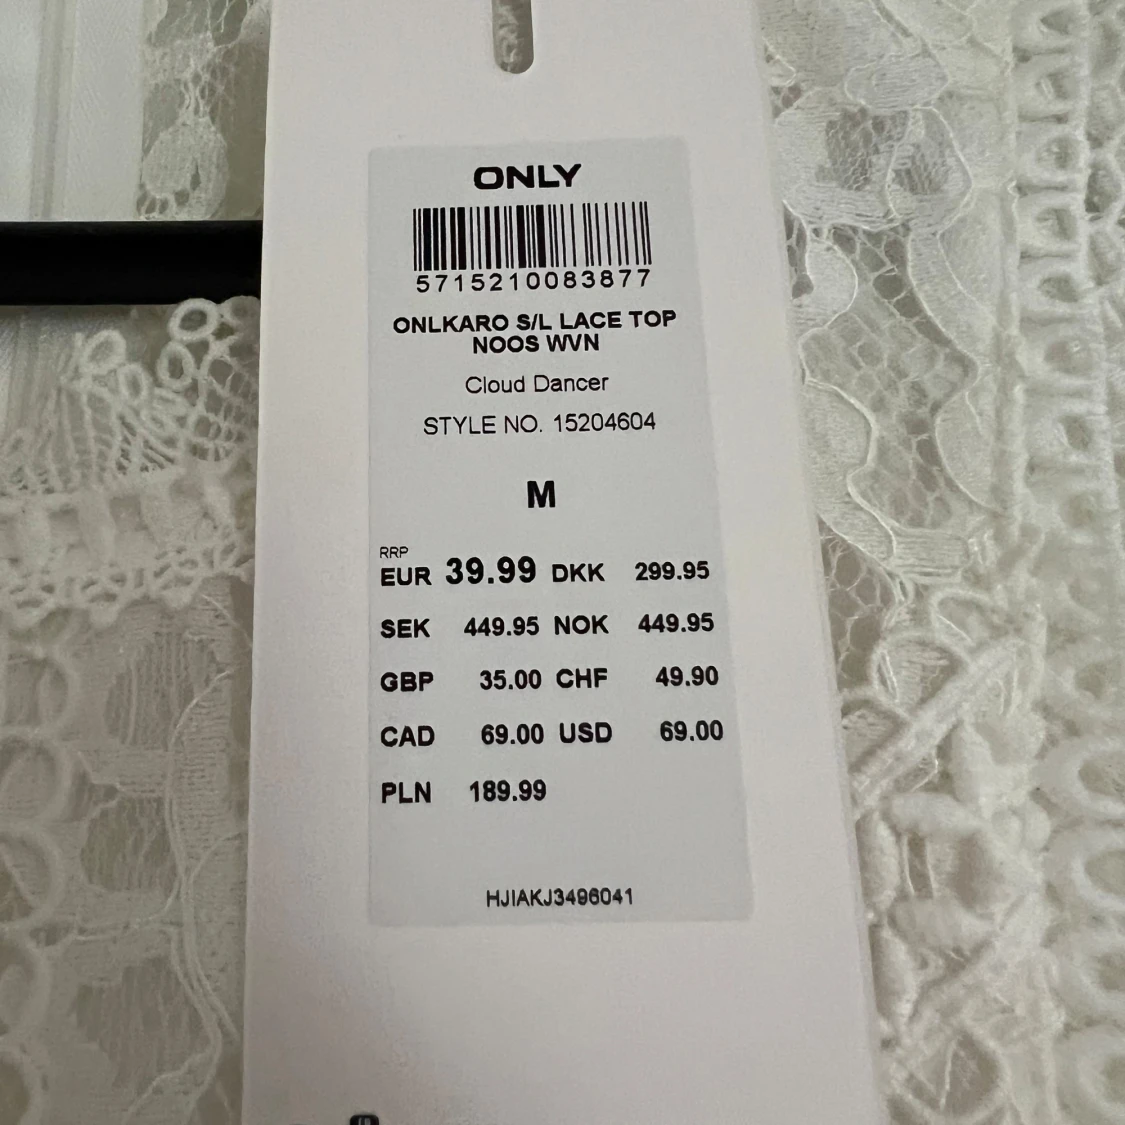 ONLY
5715210083877
ONLKARO S/L LACE TOP
NOOS WVN
Cloud Dancer
STYLE NO. 15204604
M
RRP
EUR 39.99 DKK 299.95
SEK 449.95 NOK 449.95
GBP 35.00 CHF 49.90
CAD 69.00 USD 69.00
PLN 189.99
HJIAKJ3496041